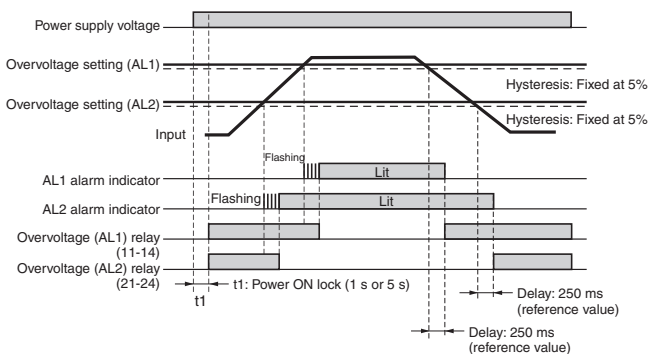 Power supply voltage
Overvoltage setting (AL1)
Hysteresis: Fixed at 5%
Overvoltage setting (AL2)
Hysteresis: Fixed at 5%
Input
Flashing
Lit
AL1 alarm indicator
Flashing
Lit
AL2 alarm indicator
Overvoltage (AL1) relay
(11-14)
Overvoltage (AL2) relay
(21-24)
t1: Power ON lock (1 s or 5 s)
t1
Delay: 250 ms
(reference value)
Delay: 250 ms
(reference value)